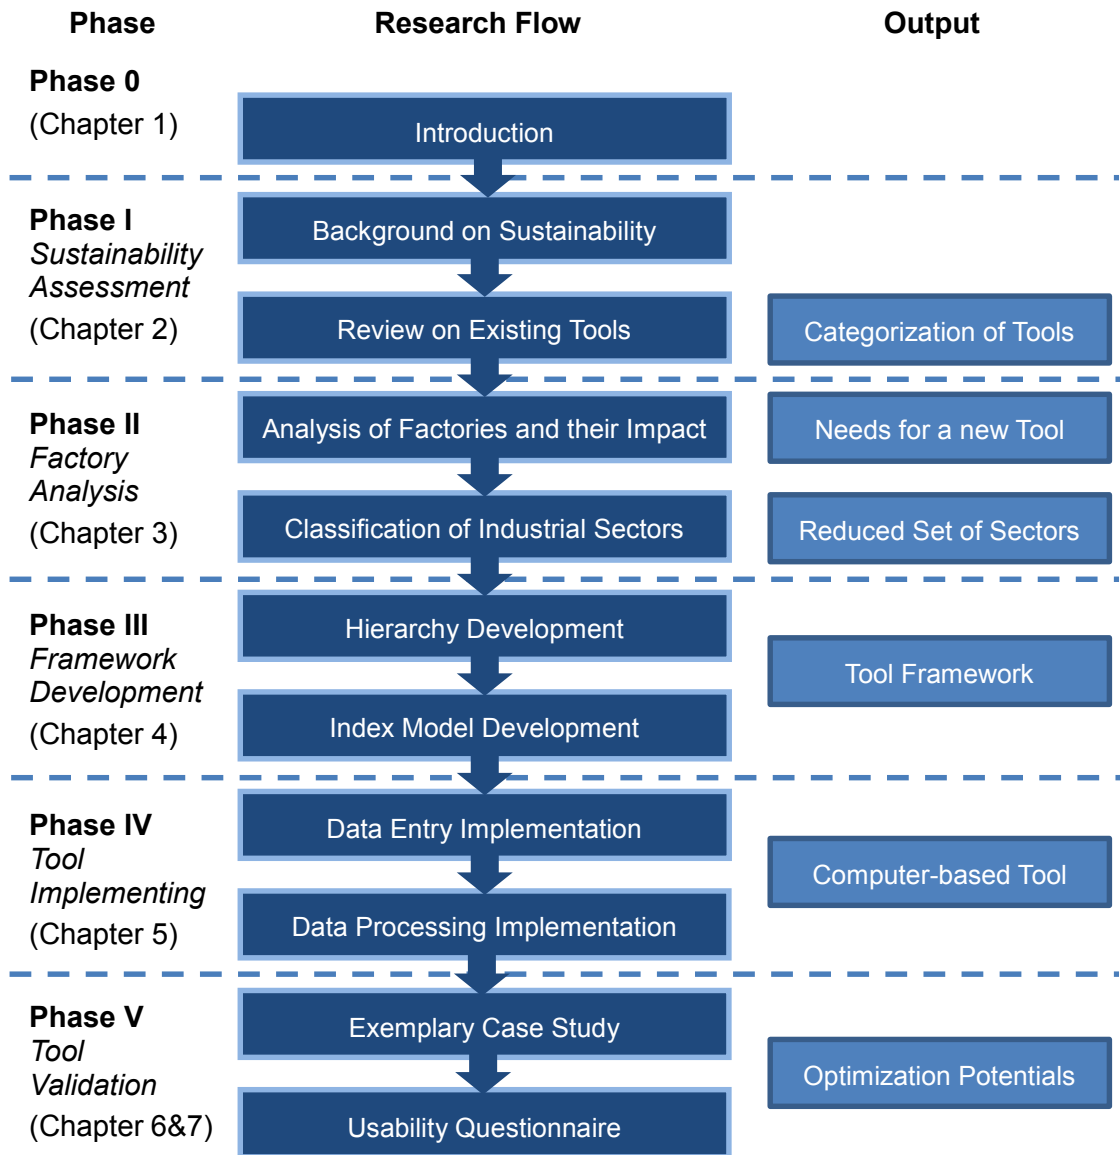 Phase
Research Flow
Output
Phase 0
(Chapter 1)
Introduction
Phase I
Sustainability
Assessment
(Chapter 2)
Background on Sustainability
Review on Existing Tools
Categorization of Tools
Phase II
Factory
Analysis
(Chapter 3)
Analysis of Factories and their Impact
Needs for a new Tool
Classification of Industrial Sectors
Reduced Set of Sectors
Phase III
Framework
Development
(Chapter 4)
Hierarchy Development
Index Model Development
Tool Framework
Phase IV
Tool
Implementing
(Chapter 5)
Data Entry Implementation
Data Processing Implementation
Computer-based Tool
Phase V
Tool
Validation
(Chapter 6&7)
Exemplary Case Study
Usability Questionnaire
Optimization Potentials